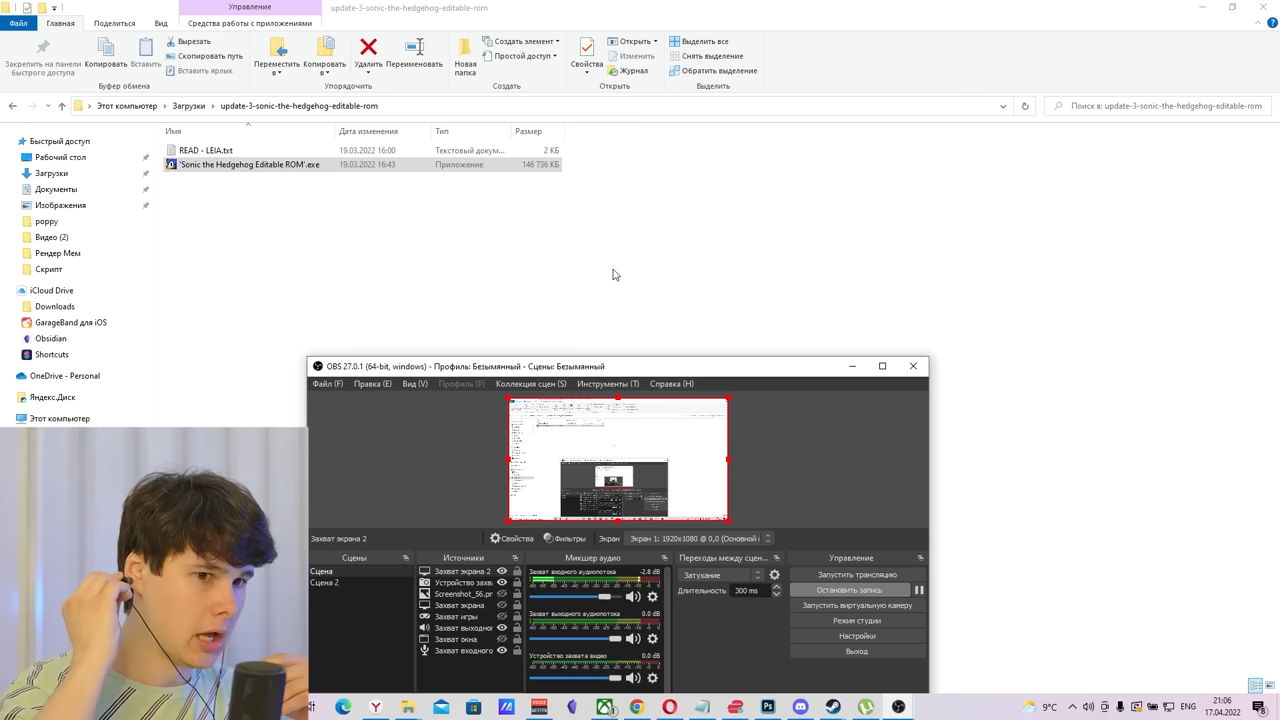 Управление
update-3-sonic-the-hedgehog-editable-rom
Файл
Главная
Поделиться
Вид
Средства работы с приложениями
Закрепить на панели быстрого доступа
Копировать
Вставить
Вырезать
Скопировать путь
Вставить ярлык
Буфер обмена
Переместить в
Копировать в
Удалить
Переименовать
Упорядочить
Новая папка
Создать элемент
Простой доступ
Создать
Свойства
Открыть
Изменить
Журнал
Открыть
Выделить все
Снять выделение
Обратить выделение
Выделить
Этот компьютер
Загрузки
update-3-sonic-the-hedgehog-editable-rom
Поиск в: update-3-sonic-the-hedgehog-editable-rom
Имя
Дата изменения
Тип
Размер
READ - LEIA.txt
19.03.2022 16:00
Текстовый докум...
2 КБ
'Sonic the Hedgehog Editable ROM'.exe
19.03.2022 16:43
Приложение
146 736 КБ
Быстрый доступ
Рабочий стол
Загрузки
Документы
Изображения
poppy
Видео (2)
Рендер Мем
Скрипт
iCloud Drive
Downloads
GarageBand для iOS
Obsidian
Shortcuts
OneDrive - Personal
Яндекс.Диск
Этот компьютер
OBS 27.0.1 (64-bit, windows) - Профиль: Безымянный - Сцены: Безымянный
Файл (F)
Правка (E)
Вид (V)
Профиль (P)
Коллекция сцен (S)
Инструменты (T)
Справка (H)
Захват экрана 2
Свойства
Фильтры
Экран
Экран 1: 1920x1080 @ 0,0 (Основной
Сцены
Источники
Микшер аудио
Переходы между сцен...
Управление
Сцена
Сцена 2
Захват экрана 2
Устройство захва
Screenshot_56.pr
Захват экрана
Захват игры
Захват выходног
Захват окна
Захват входного
Захват входного аудиопотока
-2.8 dB
Захват выходного аудиопотока
0.0 dB
Устройство захвата видео
0.0 dB
Затухание
Длительность
300 ms
Запустить трансляцию
Остановить запись
Запустить виртуальную камеру
Режим студии
Настройки
Выход
ENG
21:06
17.04.2022